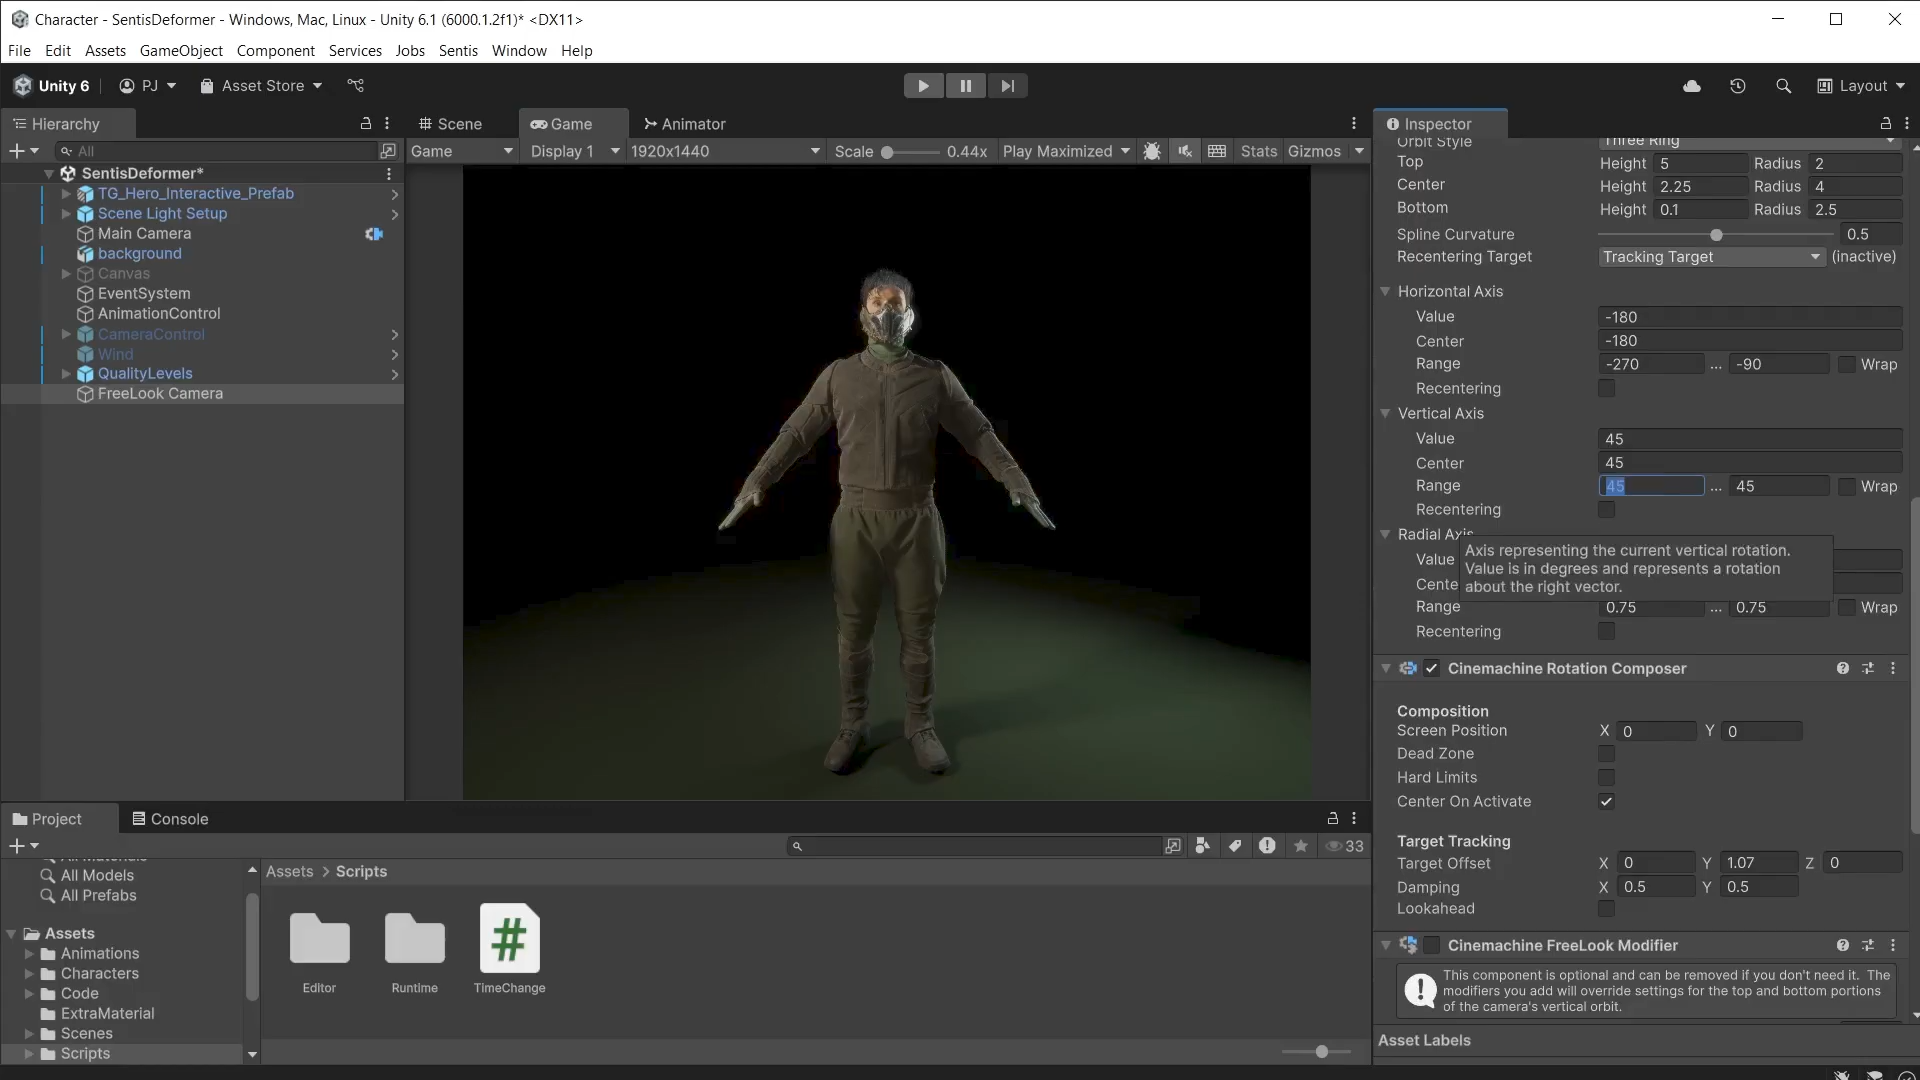 Character - SentisDeformer - Windows, Mac, Linux - Unity 6.1 (6000.1.2f1)* <DX11>
File Edit Assets GameObject Component Services Jobs Sentis Window Help
Unity 6 PJ Asset Store Layout
Hierarchy
All
SentisDeformer*
TG_Hero_Interactive_Prefab
Scene Light Setup
Main Camera
background
Canvas
EventSystem
AnimationControl
CameraControl
Wind
QualityLevels
FreeLook Camera
Scene Game Animator
Game Display 1 1920x1440 Scale 0.44x Play Maximized Stats Gizmos
Inspector
Orbit Style Three Ring
Top Height 5 Radius 2
Center Height 2.25 Radius 4
Bottom Height 0.1 Radius 2.5
Spline Curvature 0.5
Recentering Target Tracking Target (inactive)
Horizontal Axis
Value -180
Center -180
Range -270 ... -90 Wrap
Recentering
Vertical Axis
Value 45
Center 45
Range 45 ... 45 Wrap
Recentering
Radial Axis
Axis representing the current vertical rotation.
Value is in degrees and represents a rotation
about the right vector.
Value
Cente
Range 0.75 ... 0.75 Wrap
Recentering
Cinemachine Rotation Composer
Composition
Screen Position X 0 Y 0
Dead Zone
Hard Limits
Center On Activate
Target Tracking
Target Offset X 0 Y 1.07 Z 0
Damping X 0.5 Y 0.5
Lookahead
Cinemachine FreeLook Modifier
This component is optional and can be removed if you don't need it. The
modifiers you add will override settings for the top and bottom portions
of the camera's vertical orbit.
Asset Labels
Project Console
33
All Materials
All Models
All Prefabs
Assets
Animations
Characters
Code
ExtraMaterial
Scenes
Scripts
Assets > Scripts
Editor
Runtime
TimeChange